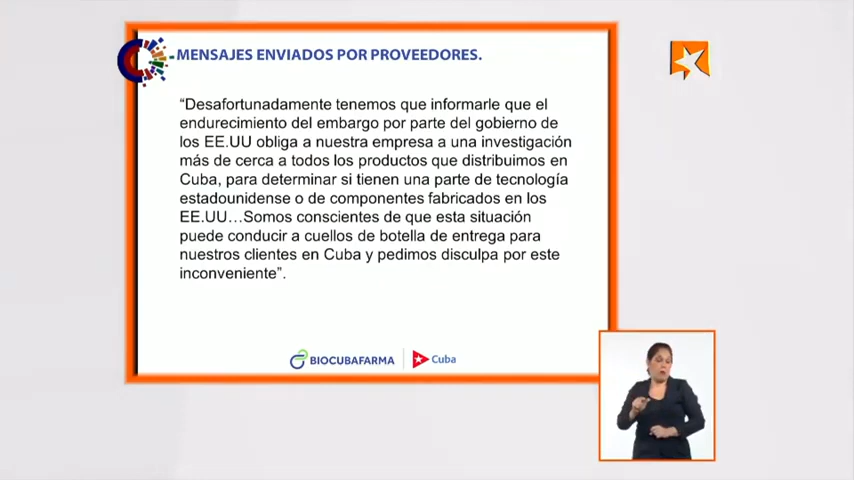 MENSAJES ENVIADOS POR PROVEEDORES.
“Desafortunadamente tenemos que informarle que el
endurecimiento del embargo por parte del gobierno de
los EE.UU obliga a nuestra empresa a una investigación
más de cerca a todos los productos que distribuimos en
Cuba, para determinar si tienen una parte de tecnología
estadounidense o de componentes fabricados en los
EE.UU…Somos conscientes de que esta situación
puede conducir a cuellos de botella de entrega para
nuestros clientes en Cuba y pedimos disculpa por este
inconveniente”.
BIOCUBAFARMA
Cuba